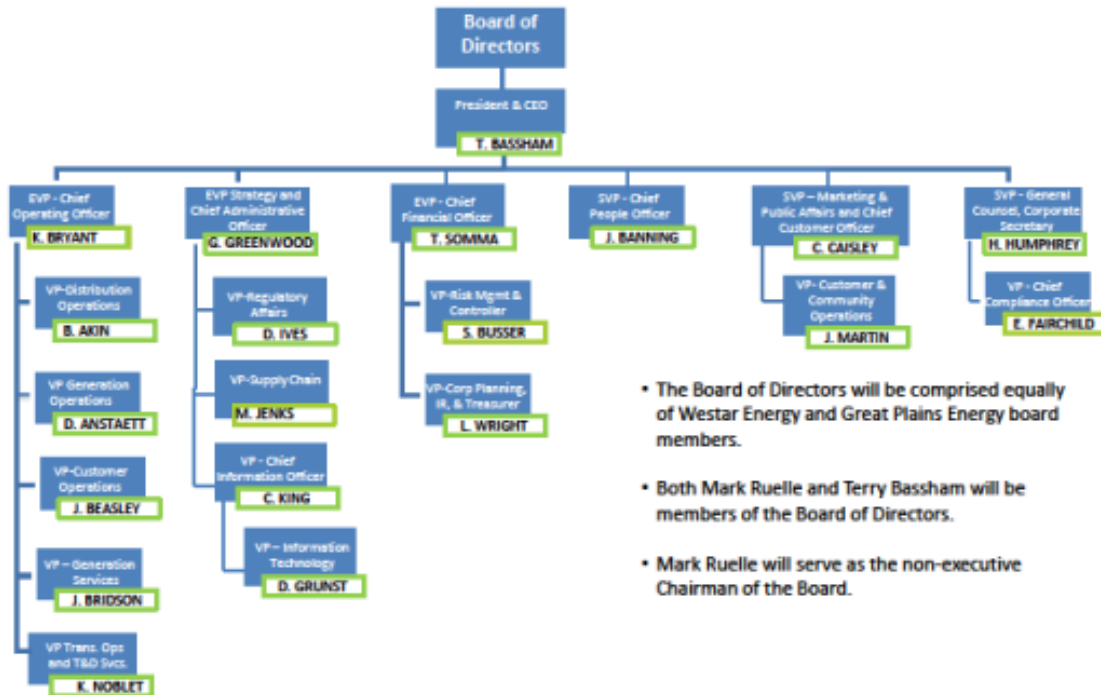 Board of
Directors
President & CEO
T. BASSHAM
EVP - Chief
Operating Officer
K. BRYANT
EVP Strategy and
Chief Administrative
Officer
G. GREENWOOD
EVP - Chief
Financial Officer
T. SOMMA
SVP - Chief
People Officer
J. BANNING
SVP – Marketing &
Public Affairs and Chief
Customer Officer
C. CAISLEY
SVP - General
Counsel, Corporate
Secretary
H. HUMPHREY
VP-Distribution
Operations
B. AKIN
VP Generation
Operations
D. ANSTAETT
VP-Customer
Operations
J. BEASLEY
VP – Generation
Services
J. BRIDSON
VP Trans. Ops
and T&D Svcs.
K. NOBLET
VP-Regulatory
Affairs
D. IVES
VP-Supply Chain
M. JENKS
VP - Chief
Information Officer
C. KING
VP – Information
Technology
D. GRUNST
VP-Risk Mgmt &
Controller
S. BUSSER
VP-Corp Planning,
IR, & Treasurer
L. WRIGHT
VP- Customer &
Community
Operations
J. MARTIN
VP - Chief
Compliance Officer
E. FAIRCHILD
• The Board of Directors will be comprised equally
of Westar Energy and Great Plains Energy board
members.
• Both Mark Ruelle and Terry Bassham will be
members of the Board of Directors.
• Mark Ruelle will serve as the non-executive
Chairman of the Board.